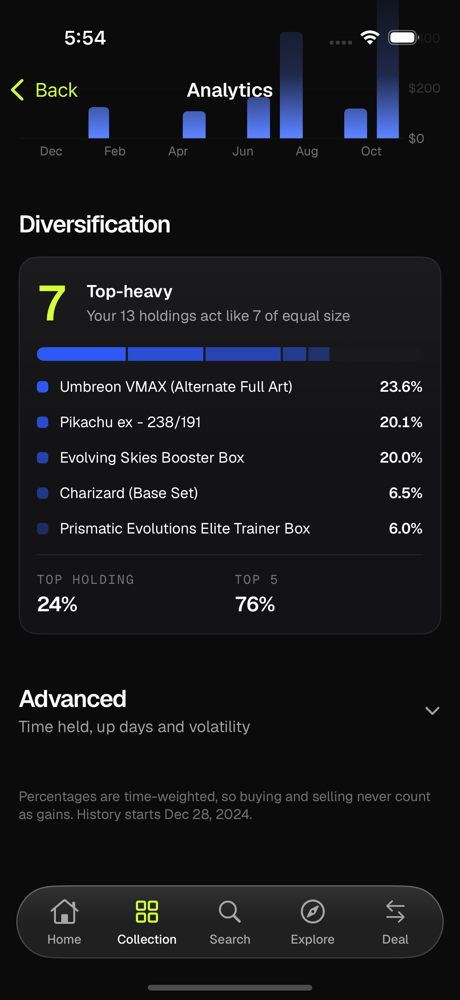 5:54
Back
Analytics
$200
$0
Dec Feb Apr Jun Aug Oct
Diversification
7
Top-heavy
Your 13 holdings act like 7 of equal size
Umbreon VMAX (Alternate Full Art) 23.6%
Pikachu ex - 238/191 20.1%
Evolving Skies Booster Box 20.0%
Charizard (Base Set) 6.5%
Prismatic Evolutions Elite Trainer Box 6.0%
TOP HOLDING TOP 5
24% 76%
Advanced
Time held, up days and volatility
Percentages are time-weighted, so buying and selling never count
as gains. History starts Dec 28, 2024.
Home Collection Search Explore Deal